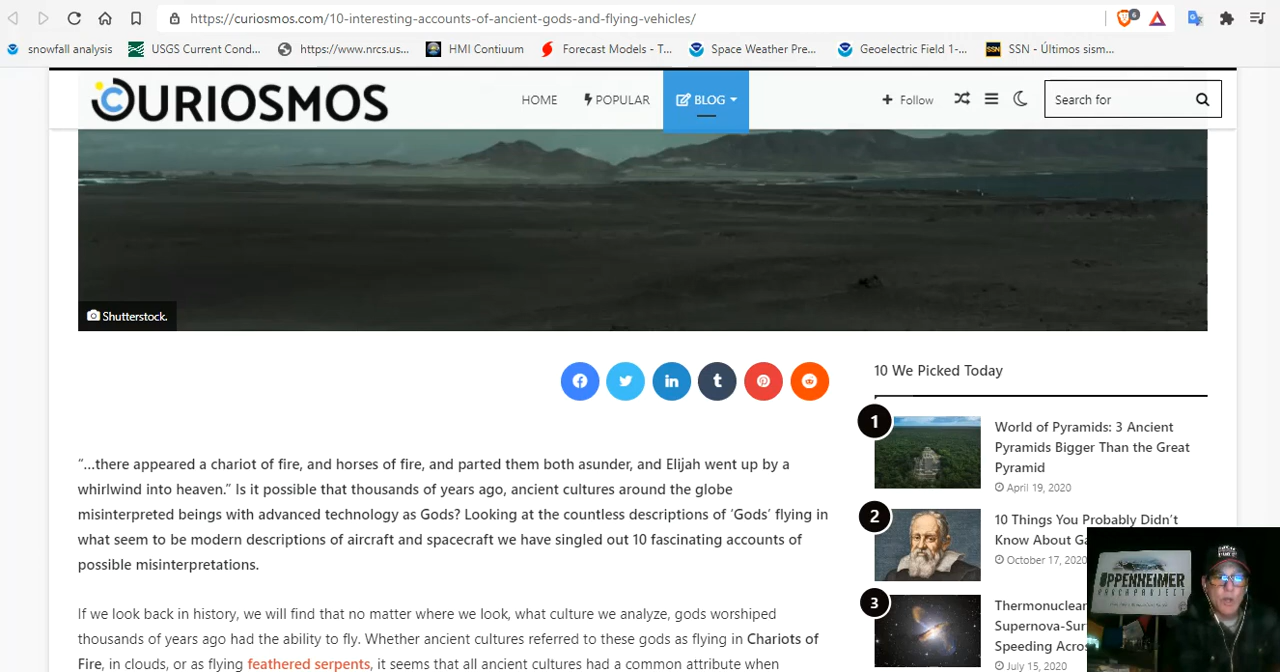 https://curiosmos.com/10-interesting-accounts-of-ancient-gods-and-flying-vehicles/
6
snowfall analysis USGS Current Cond... https://www.nrcs.us... HMI Contiuum Forecast Models - T... Space Weather Pre... Geoelectric Field 1-... SSN SSN - Últimos sism...
CURIOSMOS HOME POPULAR BLOG + Follow Search for
Shutterstock.
10 We Picked Today
1
World of Pyramids: 3 Ancient
Pyramids Bigger Than the Great
Pyramid
April 19, 2020
“...there appeared a chariot of fire, and horses of fire, and parted them both asunder, and Elijah went up by a
whirlwind into heaven.” Is it possible that thousands of years ago, ancient cultures around the globe
misinterpreted beings with advanced technology as Gods? Looking at the countless descriptions of ‘Gods’ flying in
what seem to be modern descriptions of aircraft and spacecraft we have singled out 10 fascinating accounts of
possible misinterpretations.
If we look back in history, we will find that no matter where we look, what culture we analyze, gods worshiped
thousands of years ago had the ability to fly. Whether ancient cultures referred to these gods as flying in Chariots of
Fire, in clouds, or as flying feathered serpents, it seems that all ancient cultures had a common attribute when
2
10 Things You Probably Didn’t
Know About Ga
October 17, 2020
3
Thermonuclear
Supernova-Sur
Speeding Acros
July 15, 2020
OPPENHEIMER
RANCH PROJECT